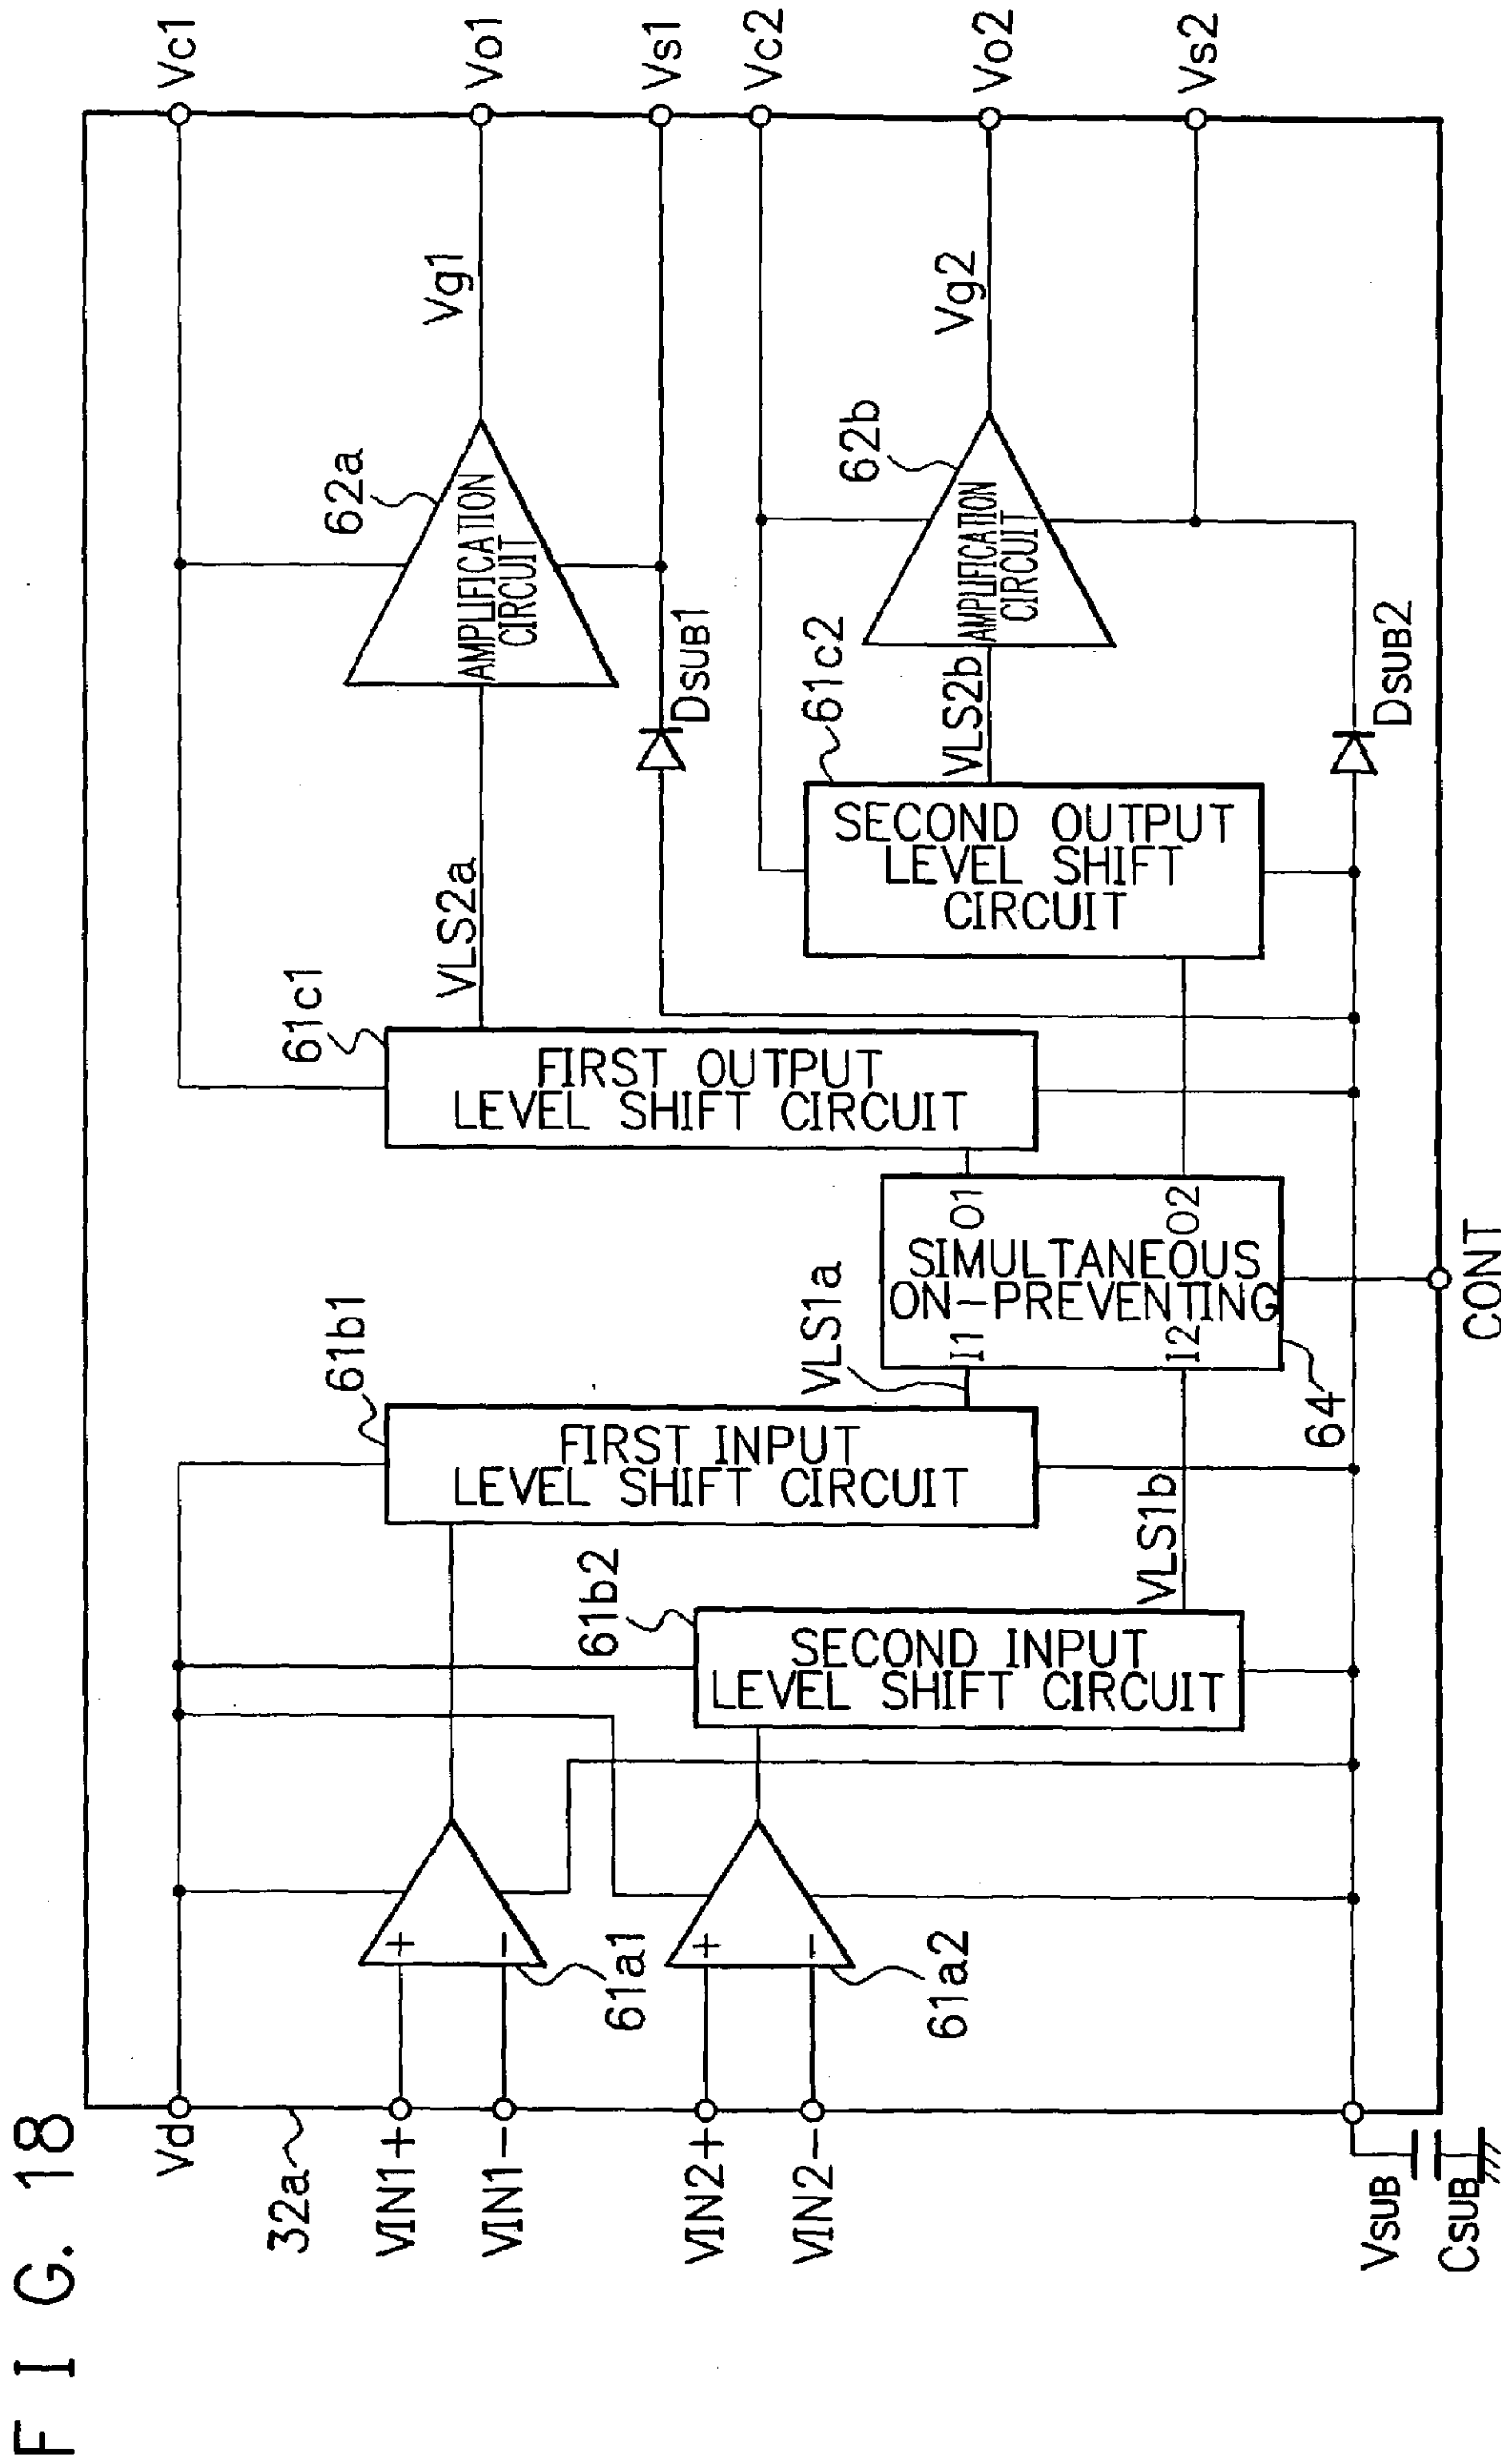 F I G. 18
Vd
32a
VIN1+
VIN1-
VIN2+
VIN2-
VSUB
CSUB
61a1
61a2
+
-
+
-
61b1
FIRST INPUT
LEVEL SHIFT CIRCUIT
61b2
SECOND INPUT
LEVEL SHIFT CIRCUIT
VLS1a
VLS1b
I1
O1
SIMULTANEOUS
ON-PREVENTING
I2
O2
64
CONT
61c1
FIRST OUTPUT
LEVEL SHIFT CIRCUIT
61c2
SECOND OUTPUT
LEVEL SHIFT
CIRCUIT
VLS2a
VLS2b
62a
AMPLIFICATION
CIRCUIT
62b
AMPLIFICATION
CIRCUIT
DSUB1
DSUB2
Vg1
Vg2
Vc1
Vo1
Vs1
Vc2
Vo2
Vs2